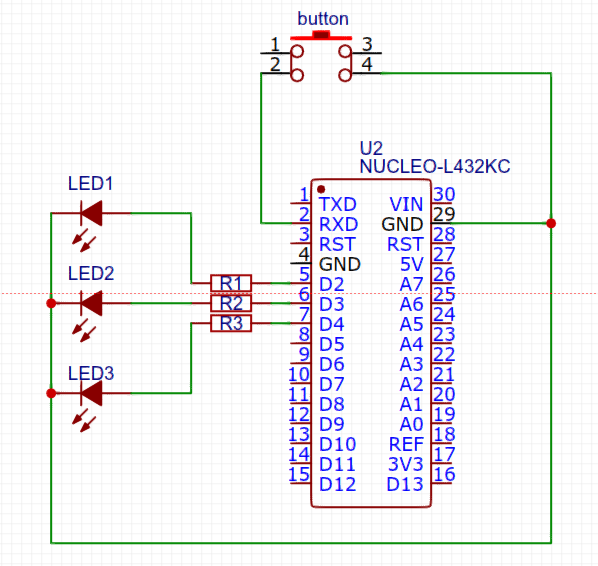 button
1 3
2 4
U2
NUCLEO-L432KC
LED1
LED2
LED3
R1
R2
R3
1 TXD VIN 30
2 RXD GND 29
3 RST RST 28
4 GND 5V 27
5 D2 A7 26
6 D3 A6 25
7 D4 A5 24
8 D5 A4 23
9 D6 A3 22
10 D7 A2 21
11 D8 A1 20
12 D9 A0 19
13 D10 REF 18
14 D11 3V3 17
15 D12 D13 16